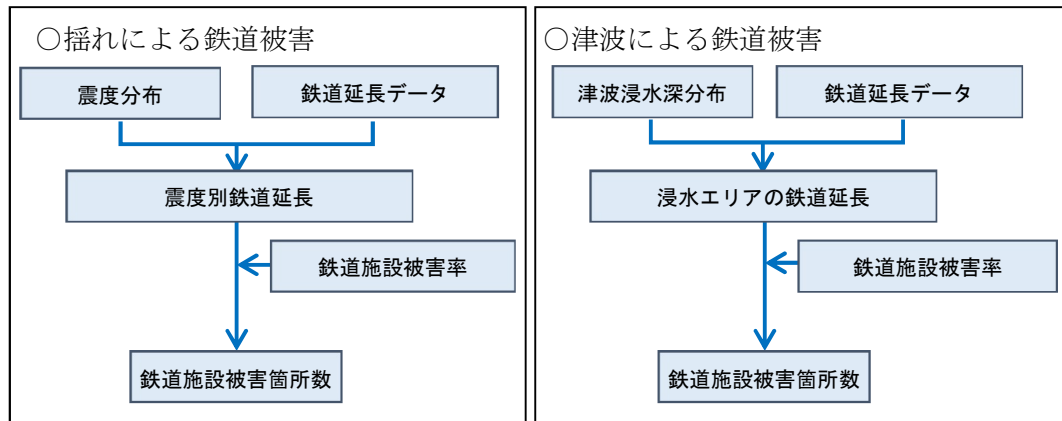 ○揺れによる鉄道被害
震度分布
鉄道延長データ
震度別鉄道延長
鉄道施設被害率
鉄道施設被害箇所数
○津波による鉄道被害
津波浸水深分布
鉄道延長データ
浸水エリアの鉄道延長
鉄道施設被害率
鉄道施設被害箇所数